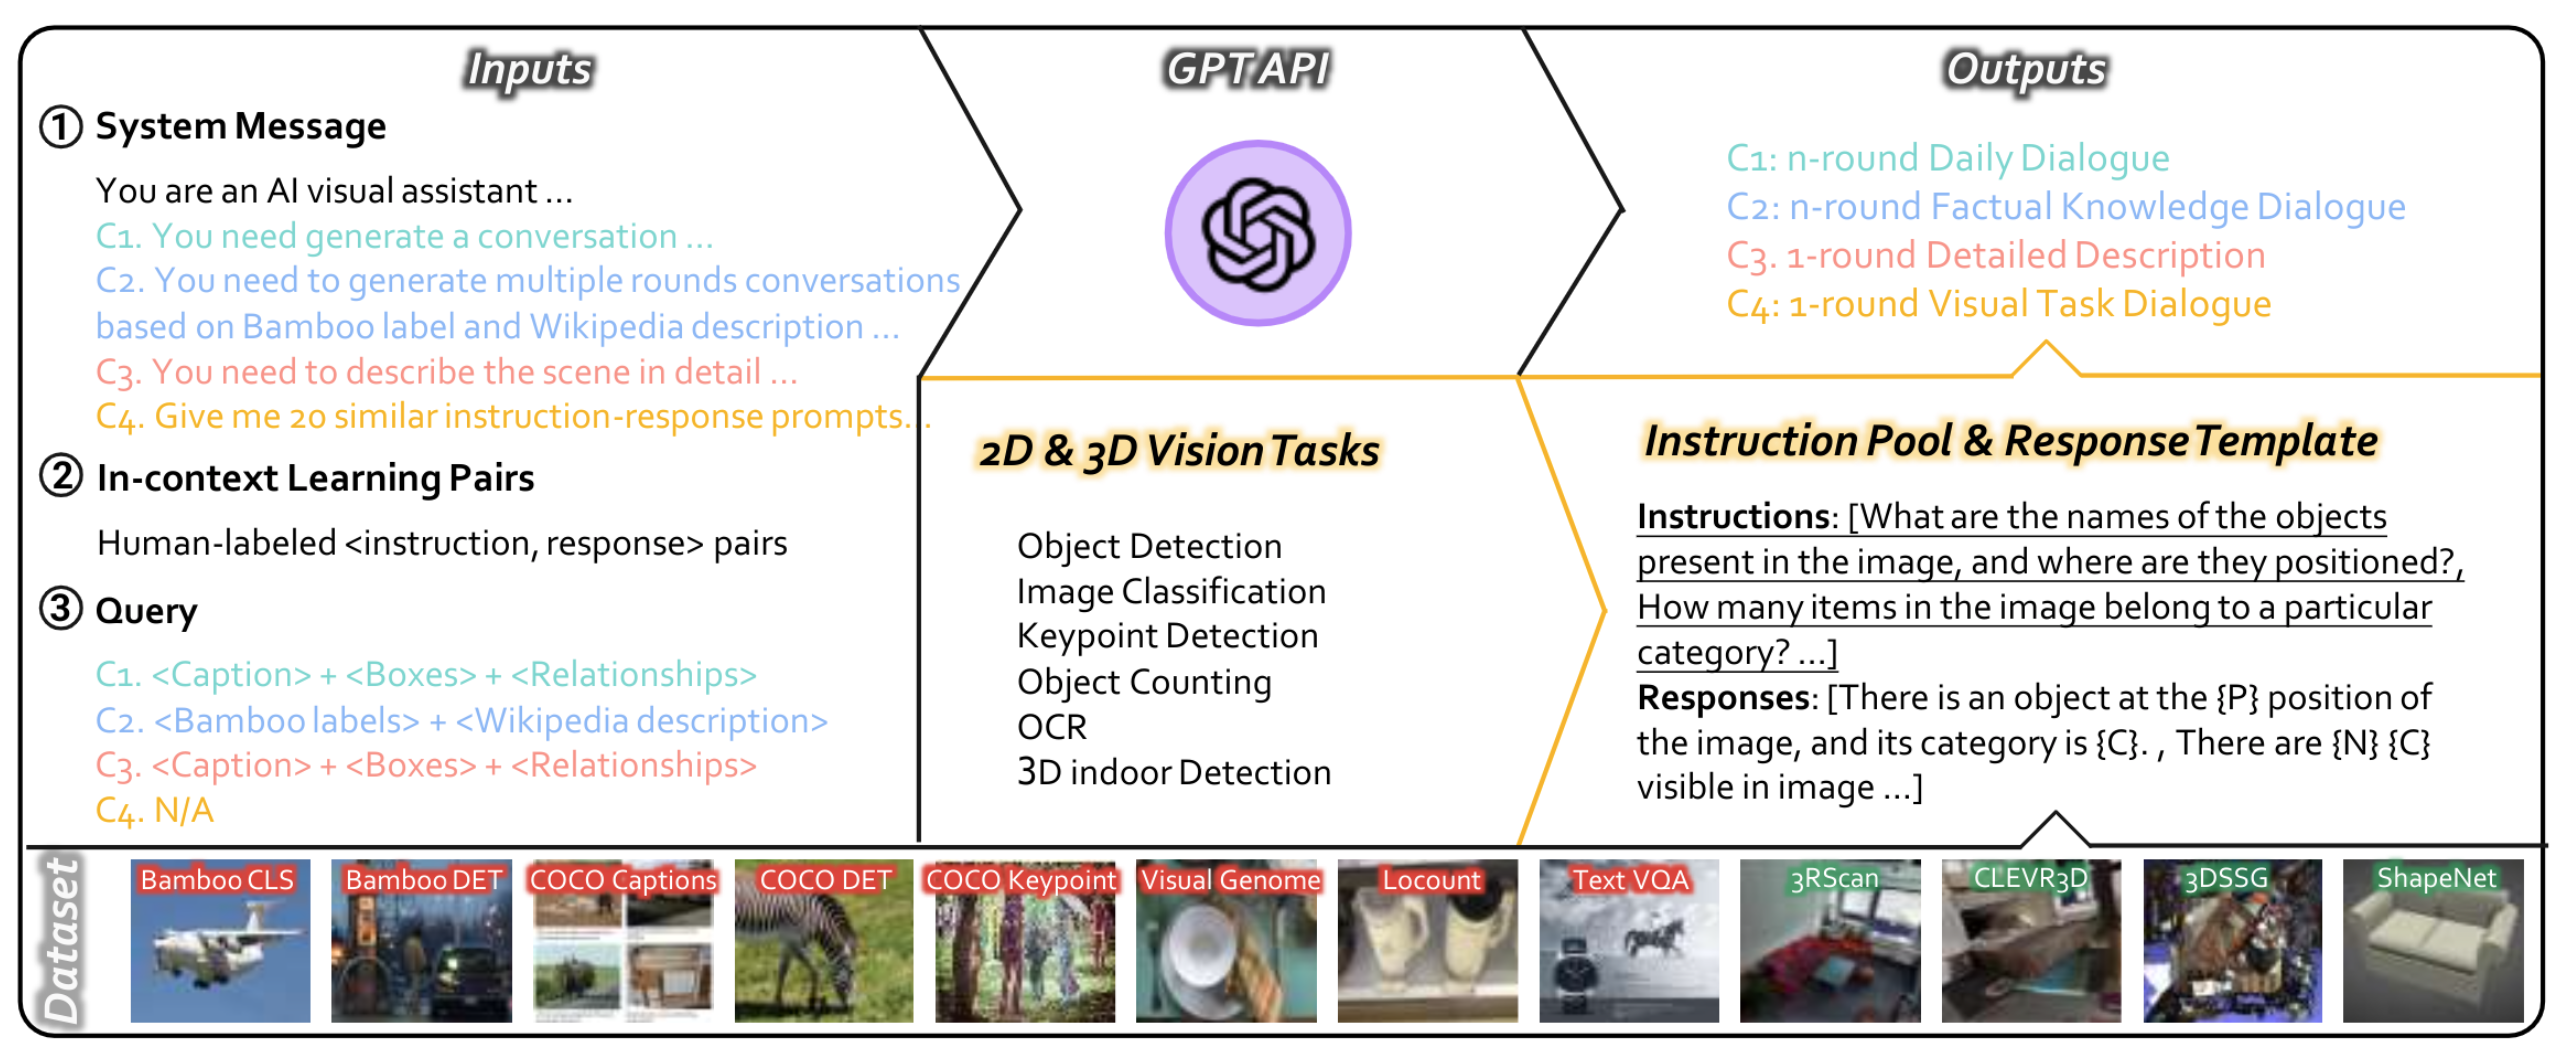 Inputs
① System Message
You are an AI visual assistant ...
C1. You need generate a conversation ...
C2. You need to generate multiple rounds conversations
based on Bamboo label and Wikipedia description ...
C3. You need to describe the scene in detail ...
C4. Give me 20 similar instruction-response prompts...
② In-context Learning Pairs
Human-labeled <instruction, response> pairs
③ Query
C1. <Caption> + <Boxes> + <Relationships>
C2. <Bamboo labels> + <Wikipedia description>
C3. <Caption> + <Boxes> + <Relationships>
C4. N/A
GPT API
2D & 3D Vision Tasks
Object Detection
Image Classification
Keypoint Detection
Object Counting
OCR
3D indoor Detection
Outputs
C1: n-round Daily Dialogue
C2: n-round Factual Knowledge Dialogue
C3. 1-round Detailed Description
C4: 1-round Visual Task Dialogue
Instruction Pool & Response Template
Instructions: [What are the names of the objects
present in the image, and where are they positioned?,
How many items in the image belong to a particular
category? ...]
Responses: [There is an object at the {P} position of
the image, and its category is {C}. , There are {N} {C}
visible in image ...]
Dataset
Bamboo CLS
Bamboo DET
COCO Captions
COCO DET
COCO Keypoint
Visual Genome
Locount
Text VQA
3RScan
CLEVR3D
3DSSG
ShapeNet